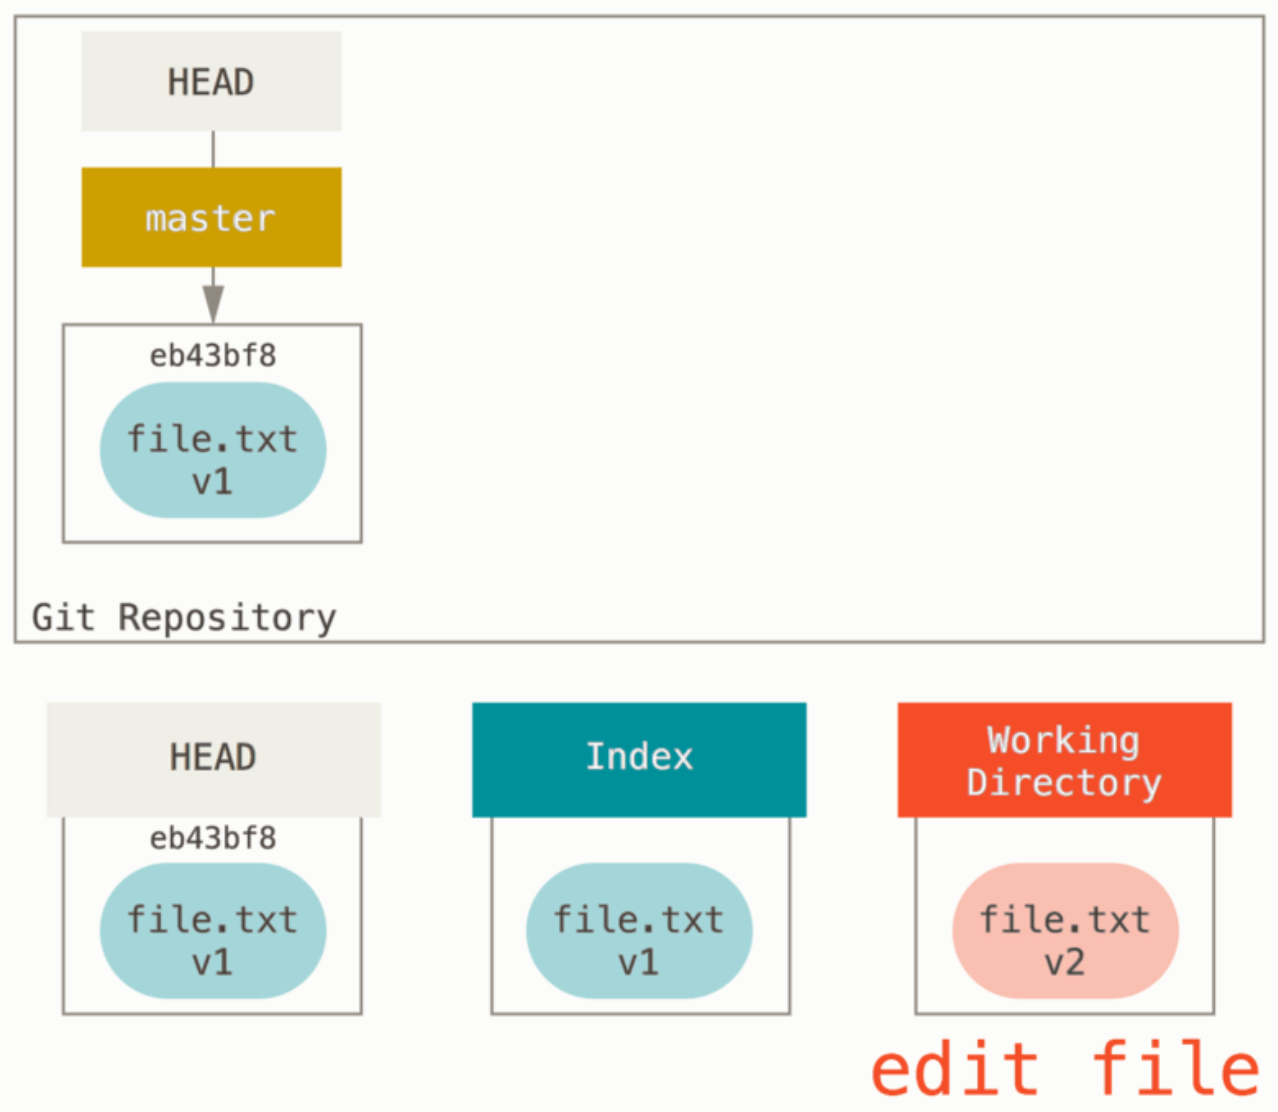 HEAD
master
eb43bf8
file.txt
v1
Git Repository
HEAD
eb43bf8
file.txt
v1
Index
file.txt
v1
Working
Directory
file.txt
v2
edit file